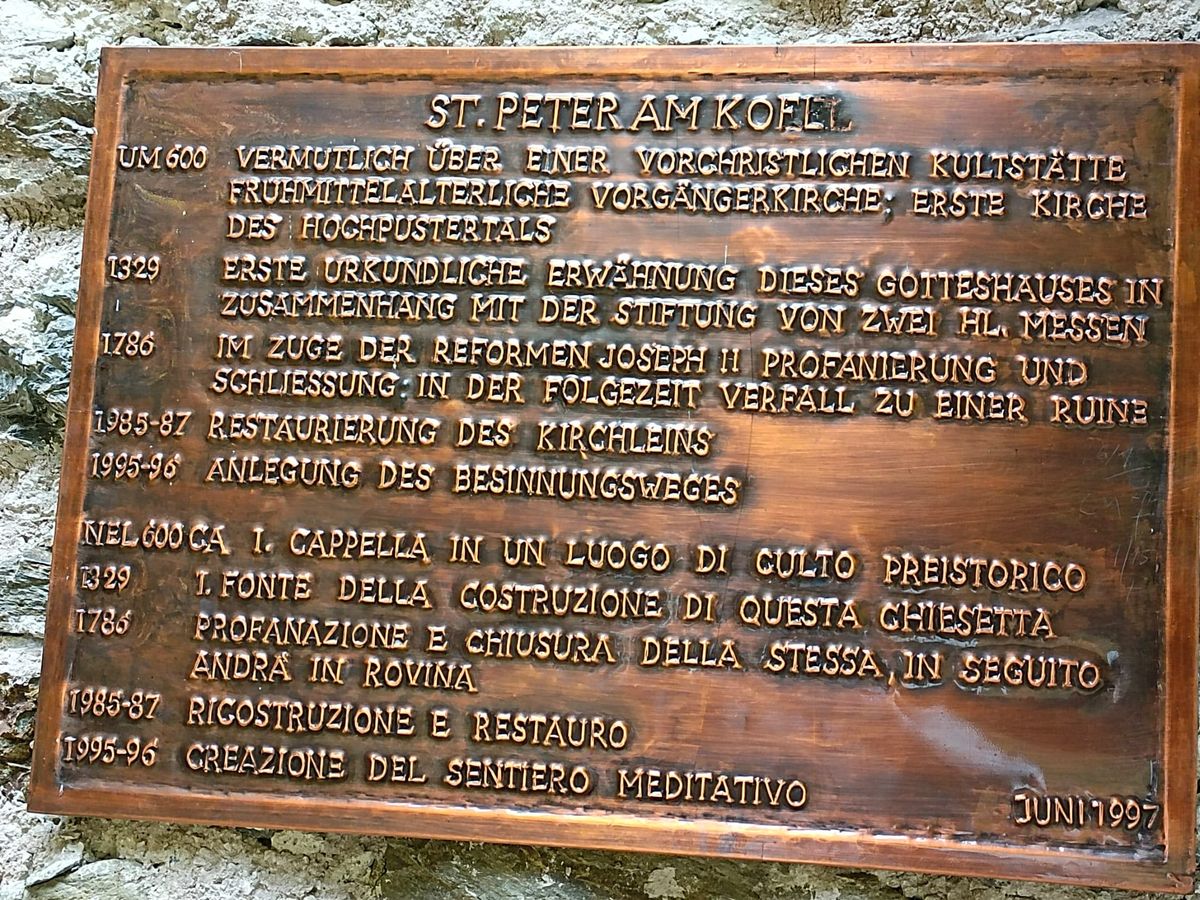 ST. PETER AM KOFLL
UM 600 VERMUTLICH ÜBER EINER VORCHRISTLICHEN KULTSTÄTTE
FRÜHMITTELALTERLICHE VORGÄNGERKIRCHE; ERSTE KIRCHE
DES HOCHPUSTERTALS
1329 ERSTE URKUNDLICHE ERWÄHNUNG DIESES GOTTESHAUSES IN
ZUSAMMENHANG MIT DER STIFTUNG VON ZWEI HL. MESSEN
1786 IM ZUGE DER REFORMEN JOSEPH II PROFANIERUNG UND
SCHLIESSUNG; IN DER FOLGEZEIT VERFALL ZU EINER RUINE
1985-87 RESTAURIERUNG DES KIRCHLEINS
1995-96 ANLEGUNG DES BESINNUNGSWEGES
NEL 600 CA I. CAPPELLA IN UN LUOGO DI CULTO PREISTORICO
1329 I. FONTE DELLA COSTRUZIONE DI QUESTA CHIESETTA
1786 PROFANAZIONE E CHIUSURA DELLA STESSA, IN SEGUITO
ANDRÀ IN ROVINA
1985-87 RICOSTRUZIONE E RESTAURO
1995-96 CREAZIONE DEL SENTIERO MEDITATIVO
JUNI 1997